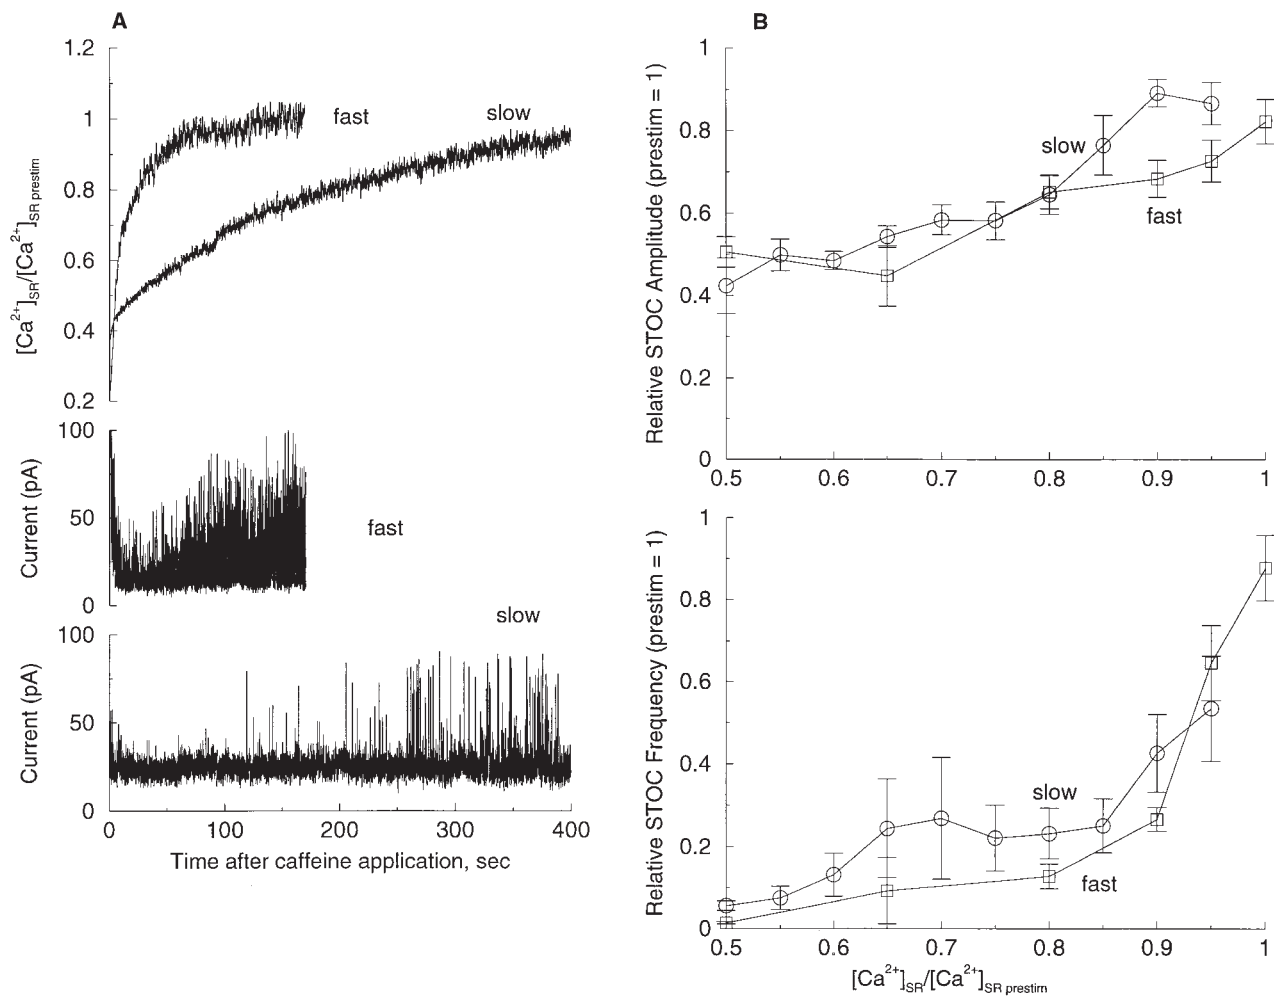 A
1.2
1
0.8
0.6
0.4
0.2
[Ca²⁺]SR/[Ca²⁺]SR prestim
fast
slow
100
50
0
Current (pA)
fast
slow
100
50
0
Current (pA)
0 100 200 300 400
Time after caffeine application, sec
B
1
0.8
0.6
0.4
0.2
0
Relative STOC Amplitude (prestim = 1)
slow
fast
0.5 0.6 0.7 0.8 0.9 1
1
0.8
0.6
0.4
0.2
0
Relative STOC Frequency (prestim = 1)
slow
fast
0.5 0.6 0.7 0.8 0.9 1
[Ca²⁺]SR/[Ca²⁺]SR prestim